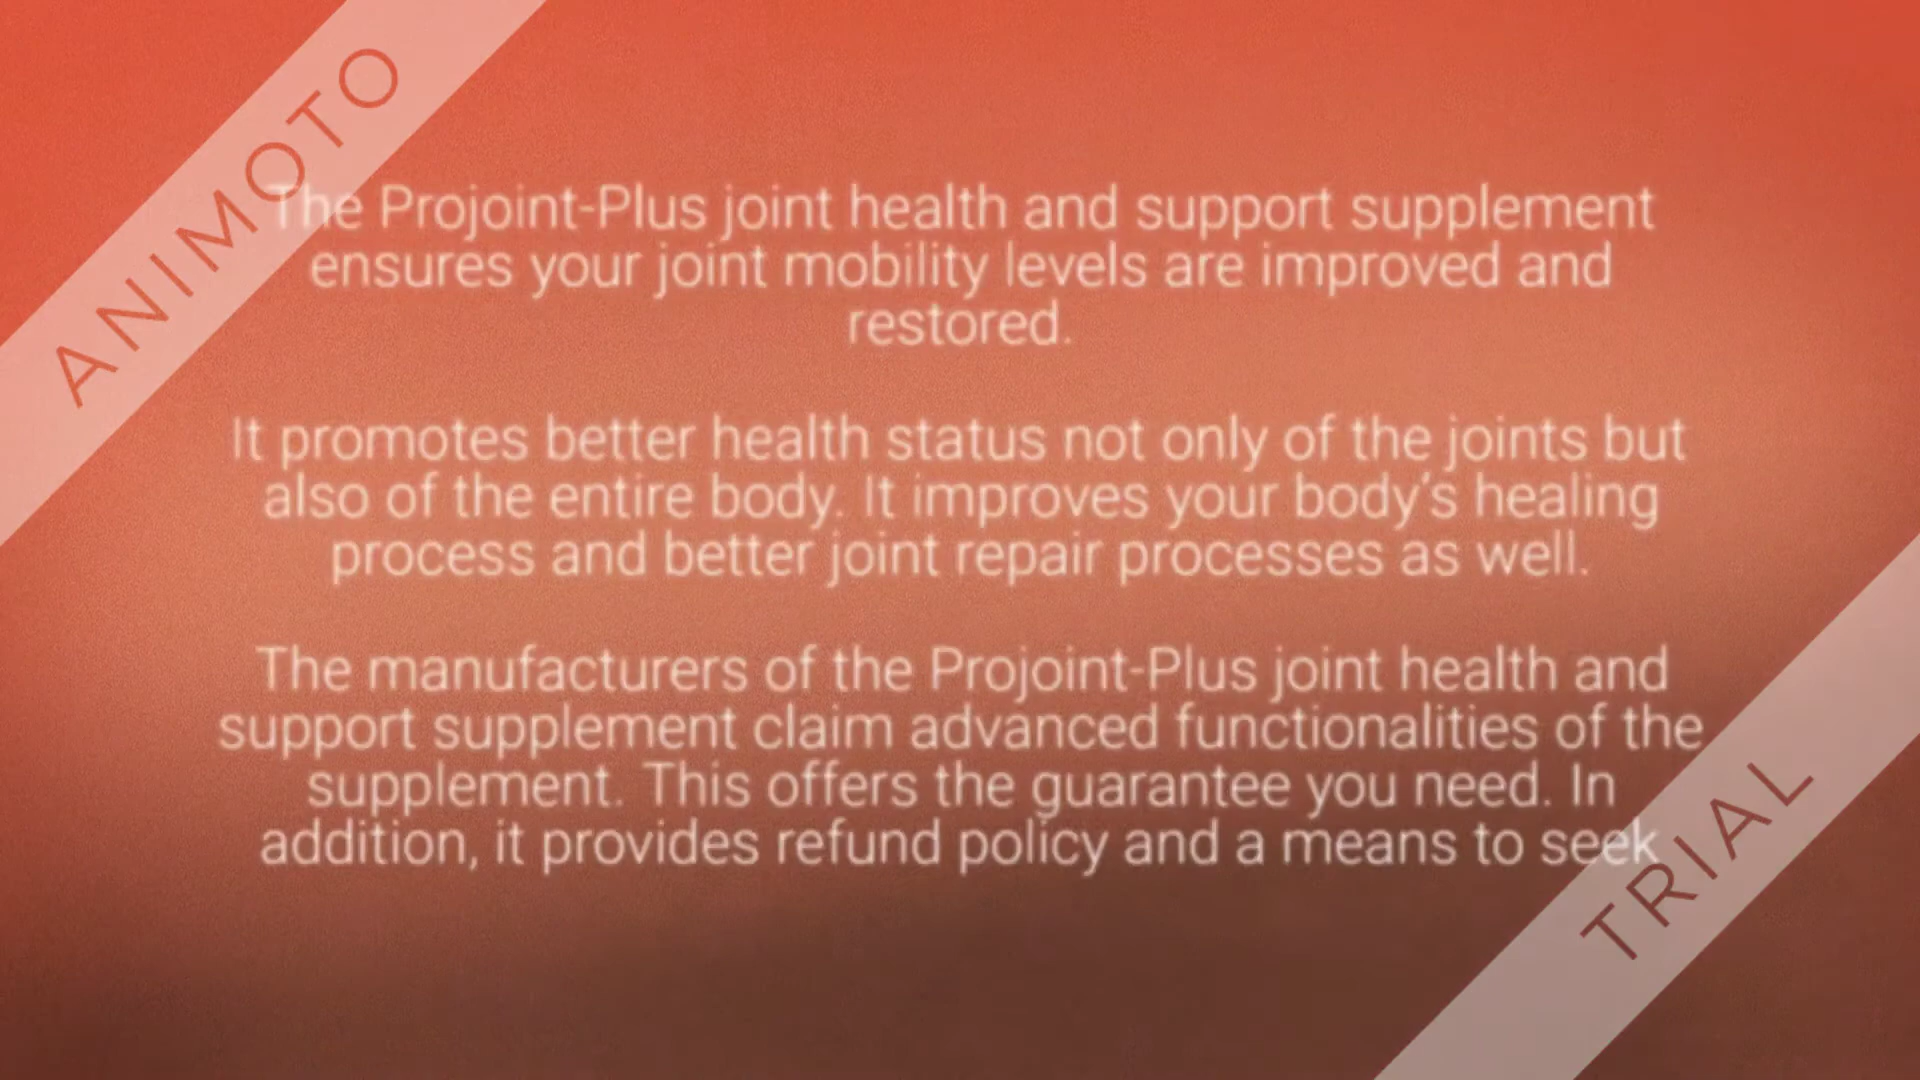 ANIMOTO
The Projoint-Plus joint health and support supplement
ensures your joint mobility levels are improved and
restored.
It promotes better health status not only of the joints but
also of the entire body. It improves your body's healing
process and better joint repair processes as well.
The manufacturers of the Projoint-Plus joint health and
support supplement claim advanced functionalities of the
supplement. This offers the guarantee you need. In
addition, it provides refund policy and a means to seek
TRIAL